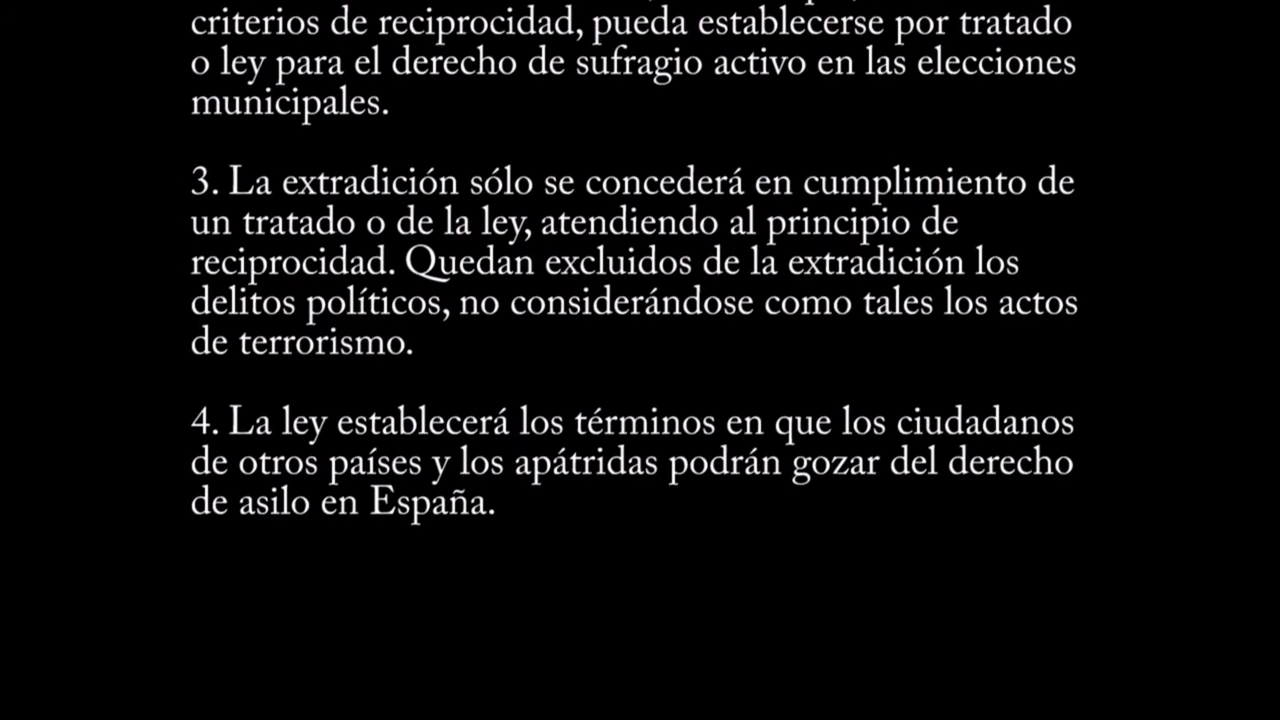 criterios de reciprocidad, pueda establecerse por tratado
o ley para el derecho de sufragio activo en las elecciones
municipales.
3. La extradición sólo se concederá en cumplimiento de
un tratado o de la ley, atendiendo al principio de
reciprocidad. Quedan excluidos de la extradición los
delitos políticos, no considerándose como tales los actos
de terrorismo.
4. La ley establecerá los términos en que los ciudadanos
de otros países y los apátridas podrán gozar del derecho
de asilo en España.